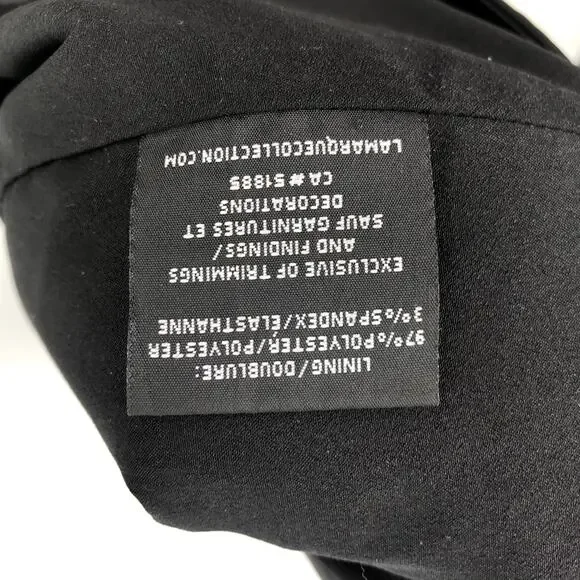 LINING/DOUBLURE:
97%POLYESTER/POLYESTER
3%SPANDEX/ELASTHANNE
EXCLUSIVE OF TRIMMINGS
AND FINDINGS/
SAUF GARNITURES ET
DECORATIONS
CA#51885
LAMARQUECOLLECTION.COM